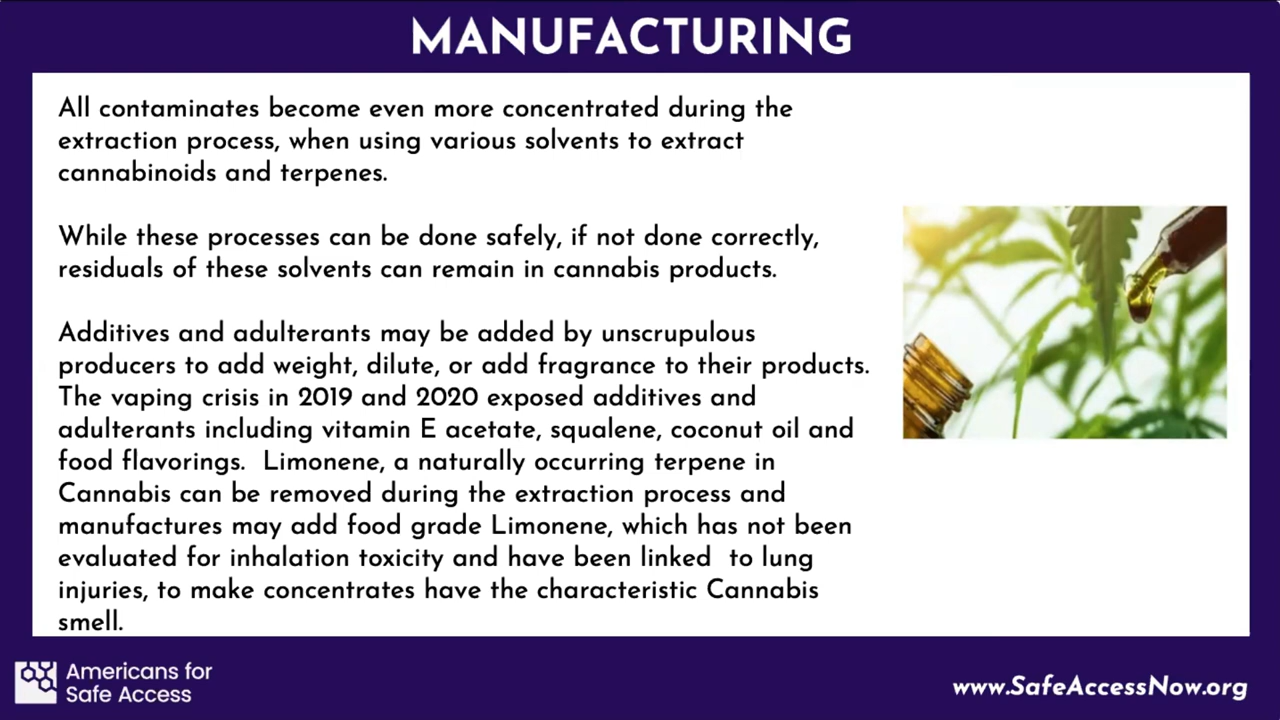 MANUFACTURING
All contaminates become even more concentrated during the
extraction process, when using various solvents to extract
cannabinoids and terpenes.
While these processes can be done safely, if not done correctly,
residuals of these solvents can remain in cannabis products.
Additives and adulterants may be added by unscrupulous
producers to add weight, dilute, or add fragrance to their products.
The vaping crisis in 2019 and 2020 exposed additives and
adulterants including vitamin E acetate, squalene, coconut oil and
food flavorings.  Limonene, a naturally occurring terpene in
Cannabis can be removed during the extraction process and
manufactures may add food grade Limonene, which has not been
evaluated for inhalation toxicity and have been linked  to lung
injuries, to make concentrates have the characteristic Cannabis
smell.
Americans for
Safe Access
www.SafeAccessNow.org